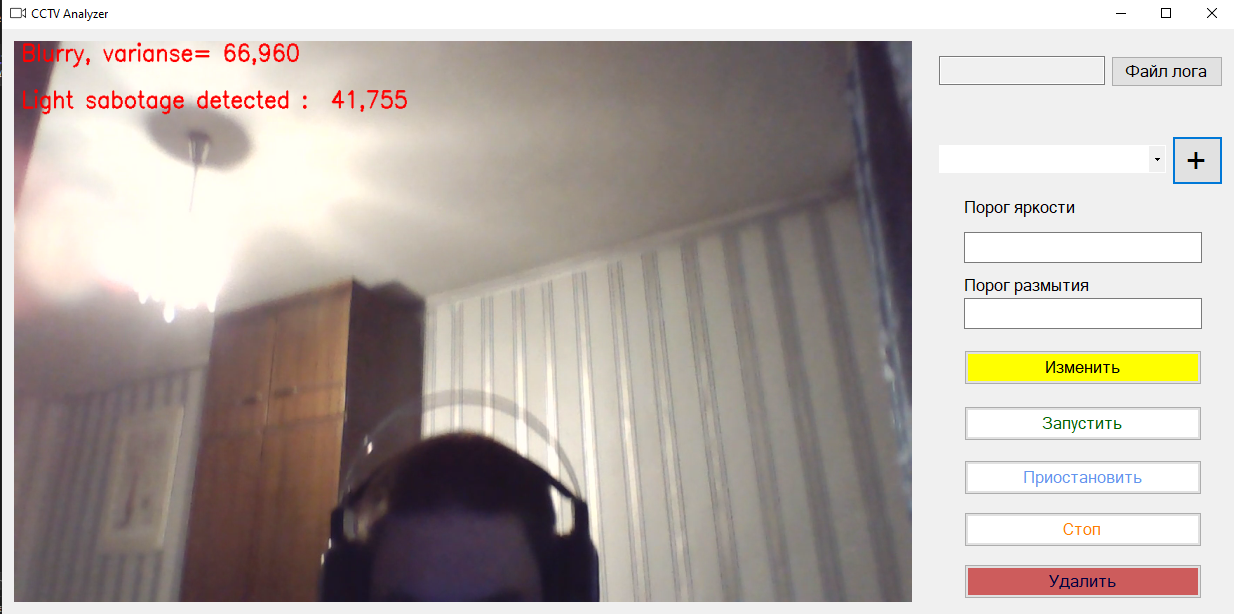 CCTV Analyzer
Blurry, varianse= 66,960
Light sabotage detected : 41,755
Файл лога
+
Порог яркости
Порог размытия
Изменить
Запустить
Приостановить
Стоп
Удалить